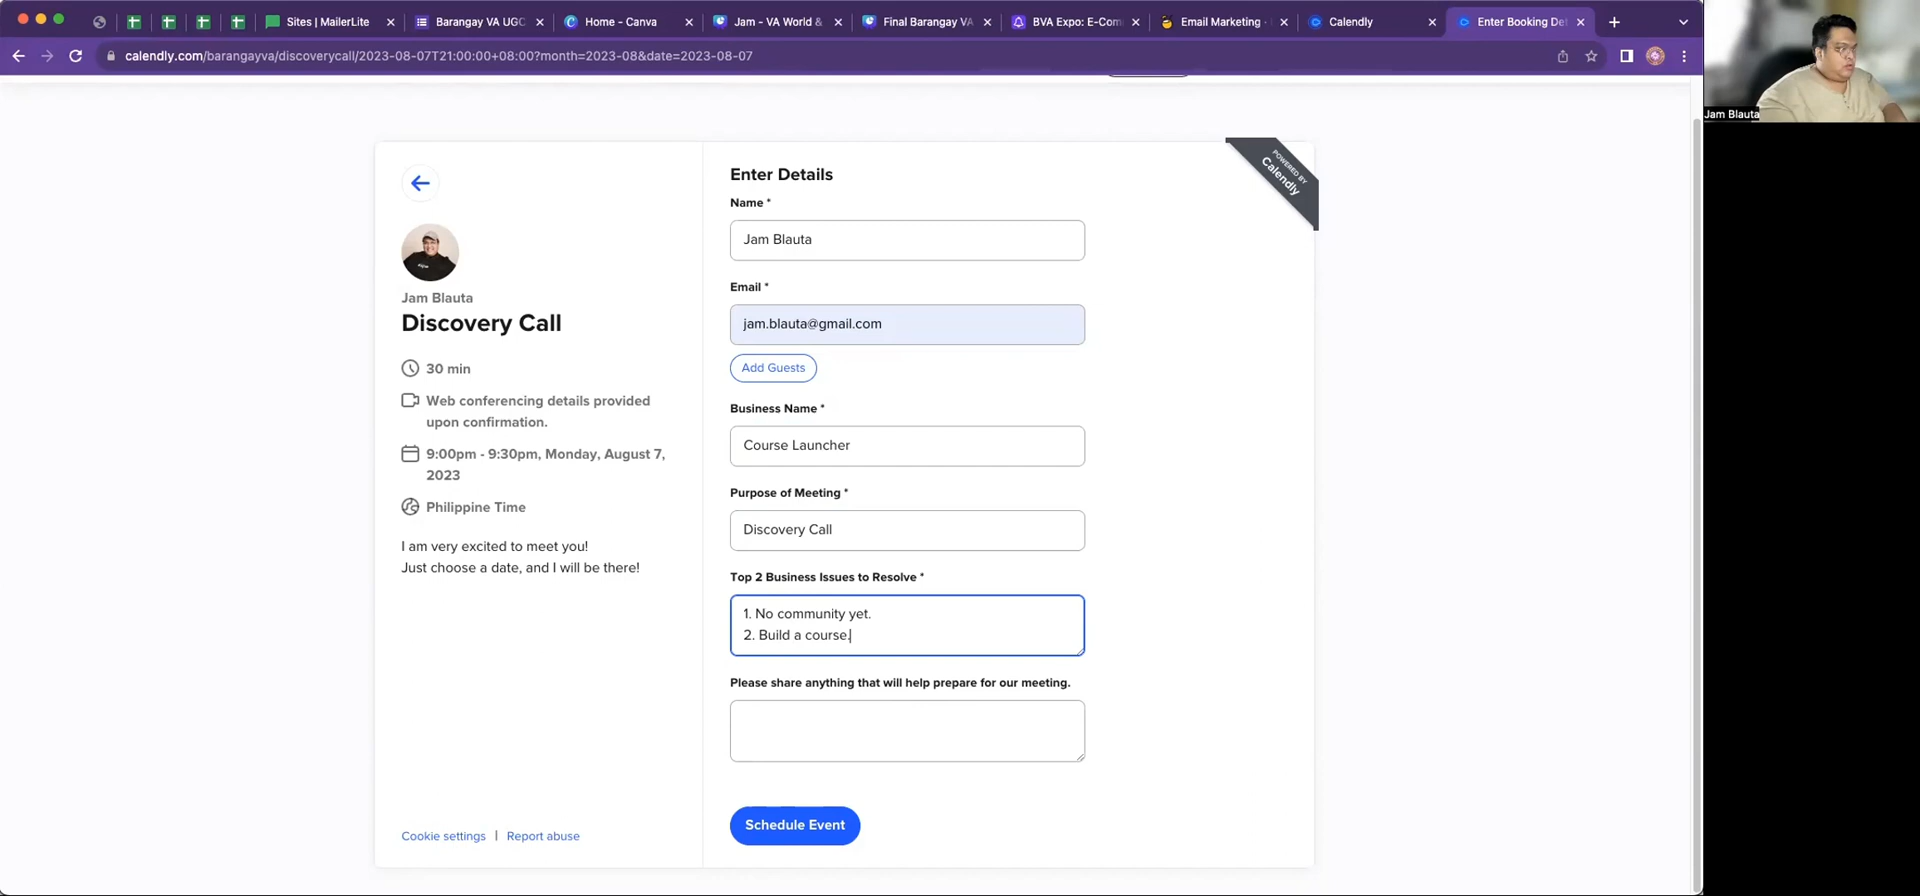 Sites | MailerLite
Barangay VA UGC
Home - Canva
Jam - VA World &
Final Barangay VA
BVA Expo: E-Com
Email Marketing -
Calendly
Enter Booking De
calendly.com/barangayva/discoverycall/2023-08-07T21:00:00+08:00?month=2023-08&date=2023-08-07
Jam Blauta
POWERED BY
Calendly
Jam Blauta
Discovery Call
30 min
Web conferencing details provided
upon confirmation.
9:00pm - 9:30pm, Monday, August 7,
2023
Philippine Time
I am very excited to meet you!
Just choose a date, and I will be there!
Cookie settings | Report abuse
Enter Details
Name *
Jam Blauta
Email *
jam.blauta@gmail.com
Add Guests
Business Name *
Course Launcher
Purpose of Meeting *
Discovery Call
Top 2 Business Issues to Resolve *
1. No community yet.
2. Build a course.
Please share anything that will help prepare for our meeting.
Schedule Event